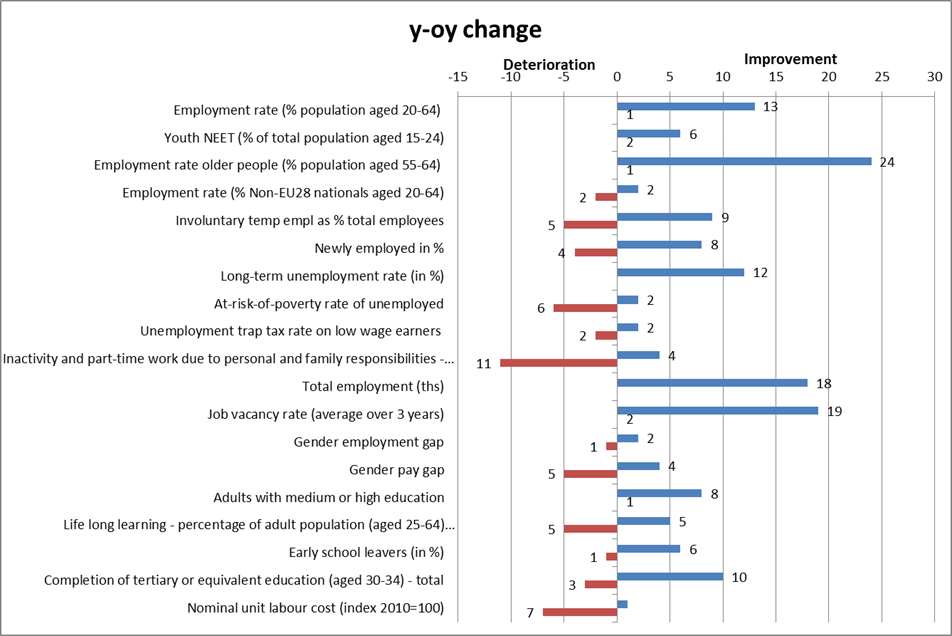 y-oy change
Deterioration Improvement
-15 -10 -5 0 5 10 15 20 25 30
Employment rate (% population aged 20-64) 13
1
Youth NEET (% of total population aged 15-24) 6
2
Employment rate older people (% population aged 55-64) 24
1
Employment rate (% Non-EU28 nationals aged 20-64) 2
2
Involuntary temp empl as % total employees 9
5
Newly employed in % 8
4
Long-term unemployment rate (in %) 12
At-risk-of-poverty rate of unemployed 2
6
Unemployment trap tax rate on low wage earners 2
2
Inactivity and part-time work due to personal and family responsibilities -... 4
11
Total employment (ths) 18
Job vacancy rate (average over 3 years) 19
2
Gender employment gap 2
1
Gender pay gap 4
5
Adults with medium or high education 8
1
Life long learning - percentage of adult population (aged 25-64)... 5
5
Early school leavers (in %) 6
1
Completion of tertiary or equivalent education (aged 30-34) - total 10
3
Nominal unit labour cost (index 2010=100)
7